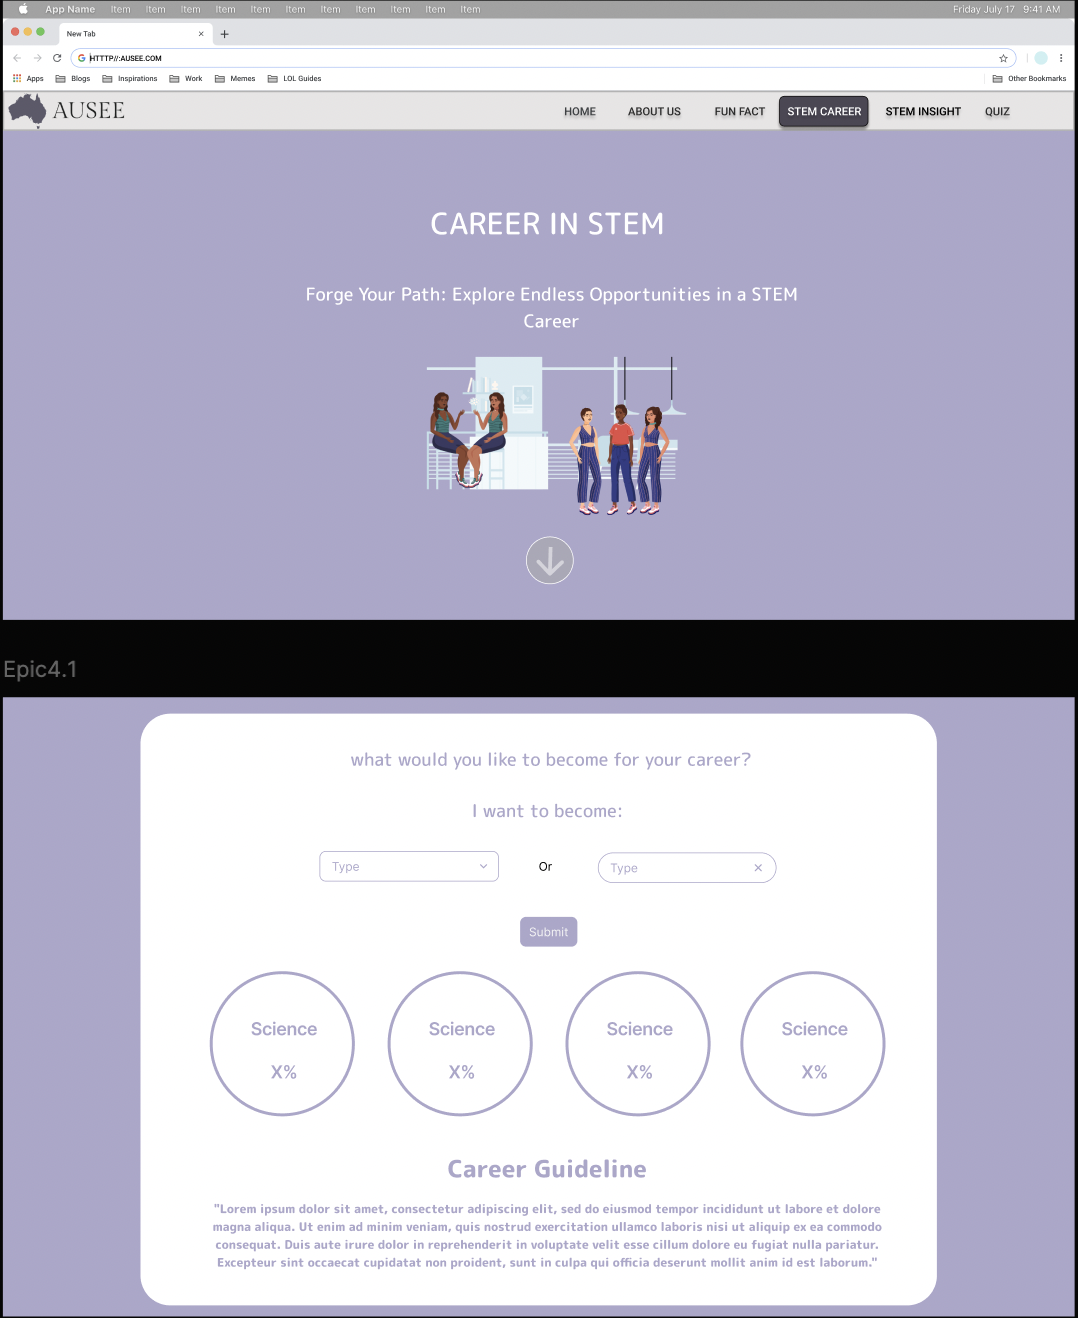 App Name Item Item Item Item Item Item Item Item Item Item Item Friday July 17 9:41 AM
New Tab
HTTTP//:AUSEE.COM
Apps Blogs Inspirations Work Memes LOL Guides Other Bookmarks
AUSEE HOME ABOUT US FUN FACT STEM CAREER STEM INSIGHT QUIZ
CAREER IN STEM
Forge Your Path: Explore Endless Opportunities in a STEM
Career
Epic4.1
what would you like to become for your career?
I want to become:
Type Or Type
Submit
Science Science Science Science
X% X% X% X%
Career Guideline
"Lorem ipsum dolor sit amet, consectetur adipiscing elit, sed do eiusmod tempor incididunt ut labore et dolore
magna aliqua. Ut enim ad minim veniam, quis nostrud exercitation ullamco laboris nisi ut aliquip ex ea commodo
consequat. Duis aute irure dolor in reprehenderit in voluptate velit esse cillum dolore eu fugiat nulla pariatur.
Excepteur sint occaecat cupidatat non proident, sunt in culpa qui officia deserunt mollit anim id est laborum."